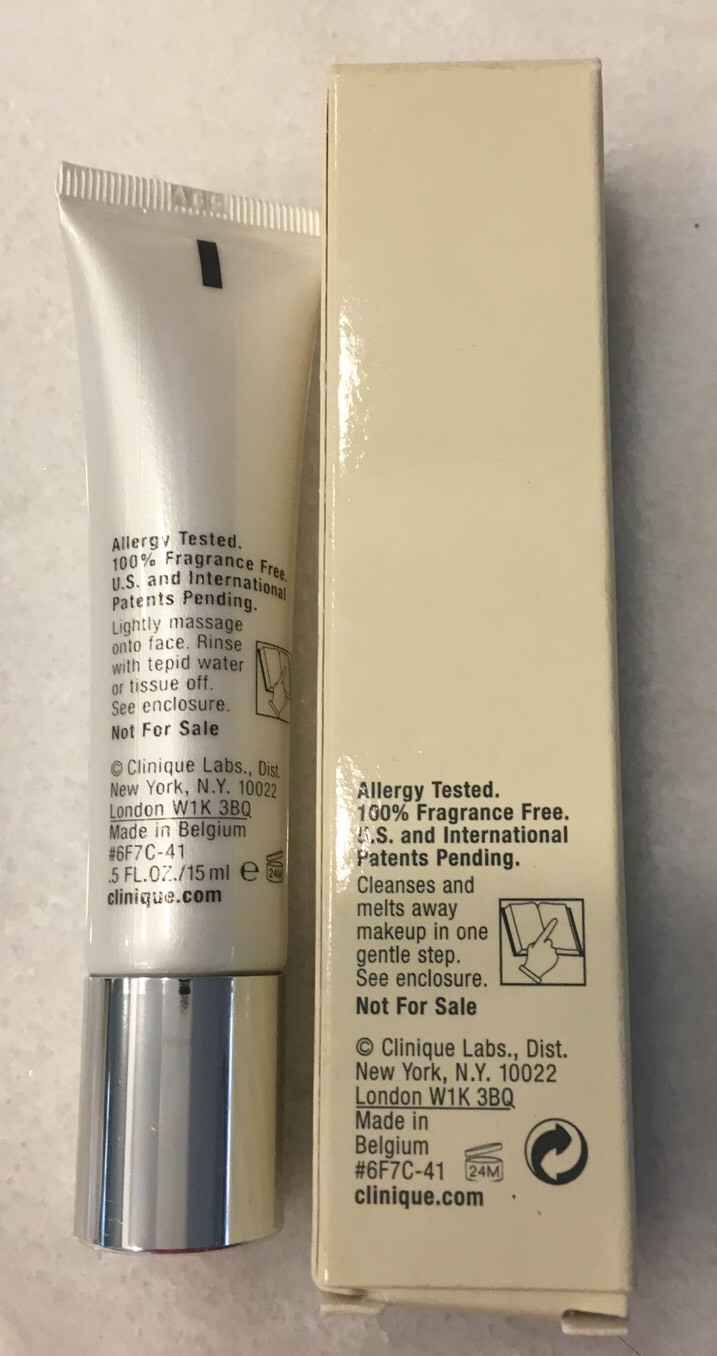 Allergy Tested.
100% Fragrance Free.
U.S. and International
Patents Pending.
Lightly massage
onto face. Rinse
with tepid water
or tissue off.
See enclosure.
Not For Sale
© Clinique Labs., Dist.
New York, N.Y. 10022
London W1K 3BQ
Made in Belgium
#6F7C-41
.5 FL.OZ./15 ml e 24M
clinique.com
Allergy Tested.
100% Fragrance Free.
U.S. and International
Patents Pending.
Cleanses and
melts away
makeup in one
gentle step.
See enclosure.
Not For Sale
© Clinique Labs., Dist.
New York, N.Y. 10022
London W1K 3BQ
Made in
Belgium
#6F7C-41 24M
clinique.com